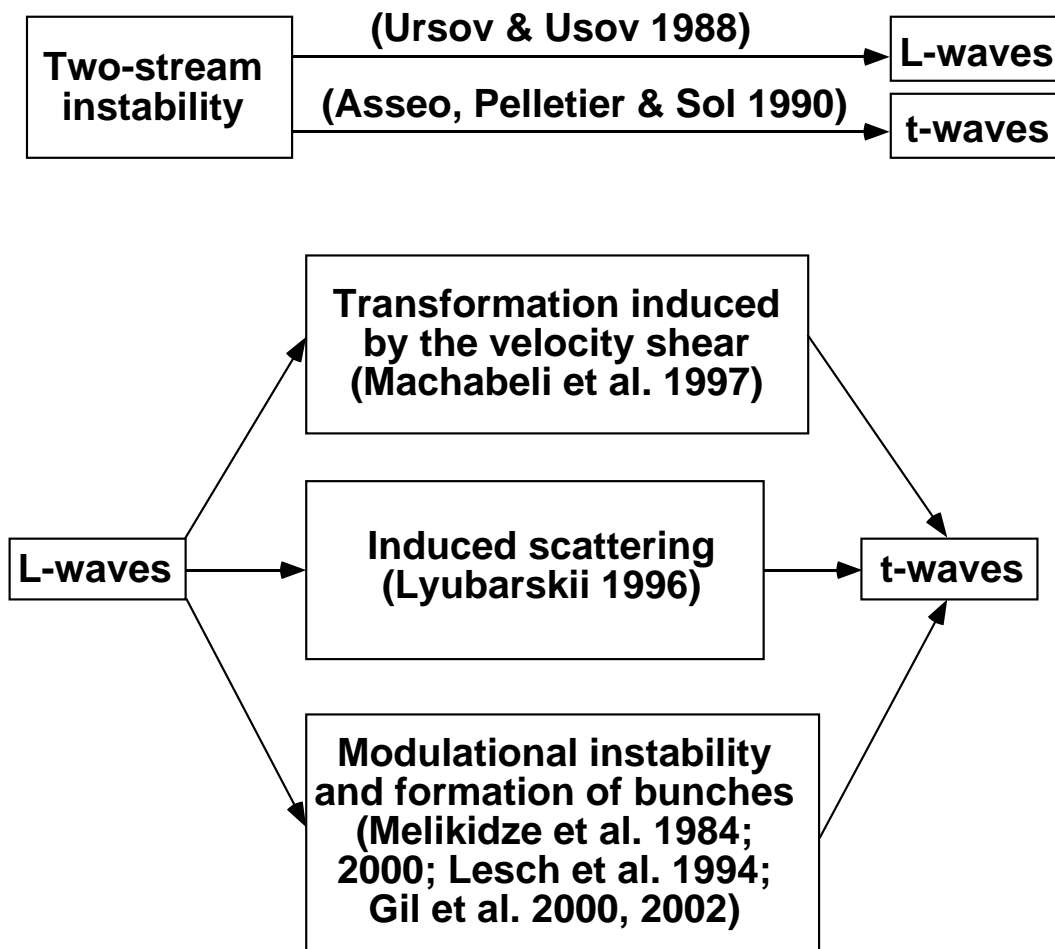 Two-stream
instability
(Ursov & Usov 1988)
L-waves
(Asseo, Pelletier & Sol 1990)
t-waves
Transformation induced
by the velocity shear
(Machabeli et al. 1997)
L-waves
Induced scattering
(Lyubarskii 1996)
t-waves
Modulational instability
and formation of bunches
(Melikidze et al. 1984;
2000; Lesch et al. 1994;
Gil et al. 2000, 2002)